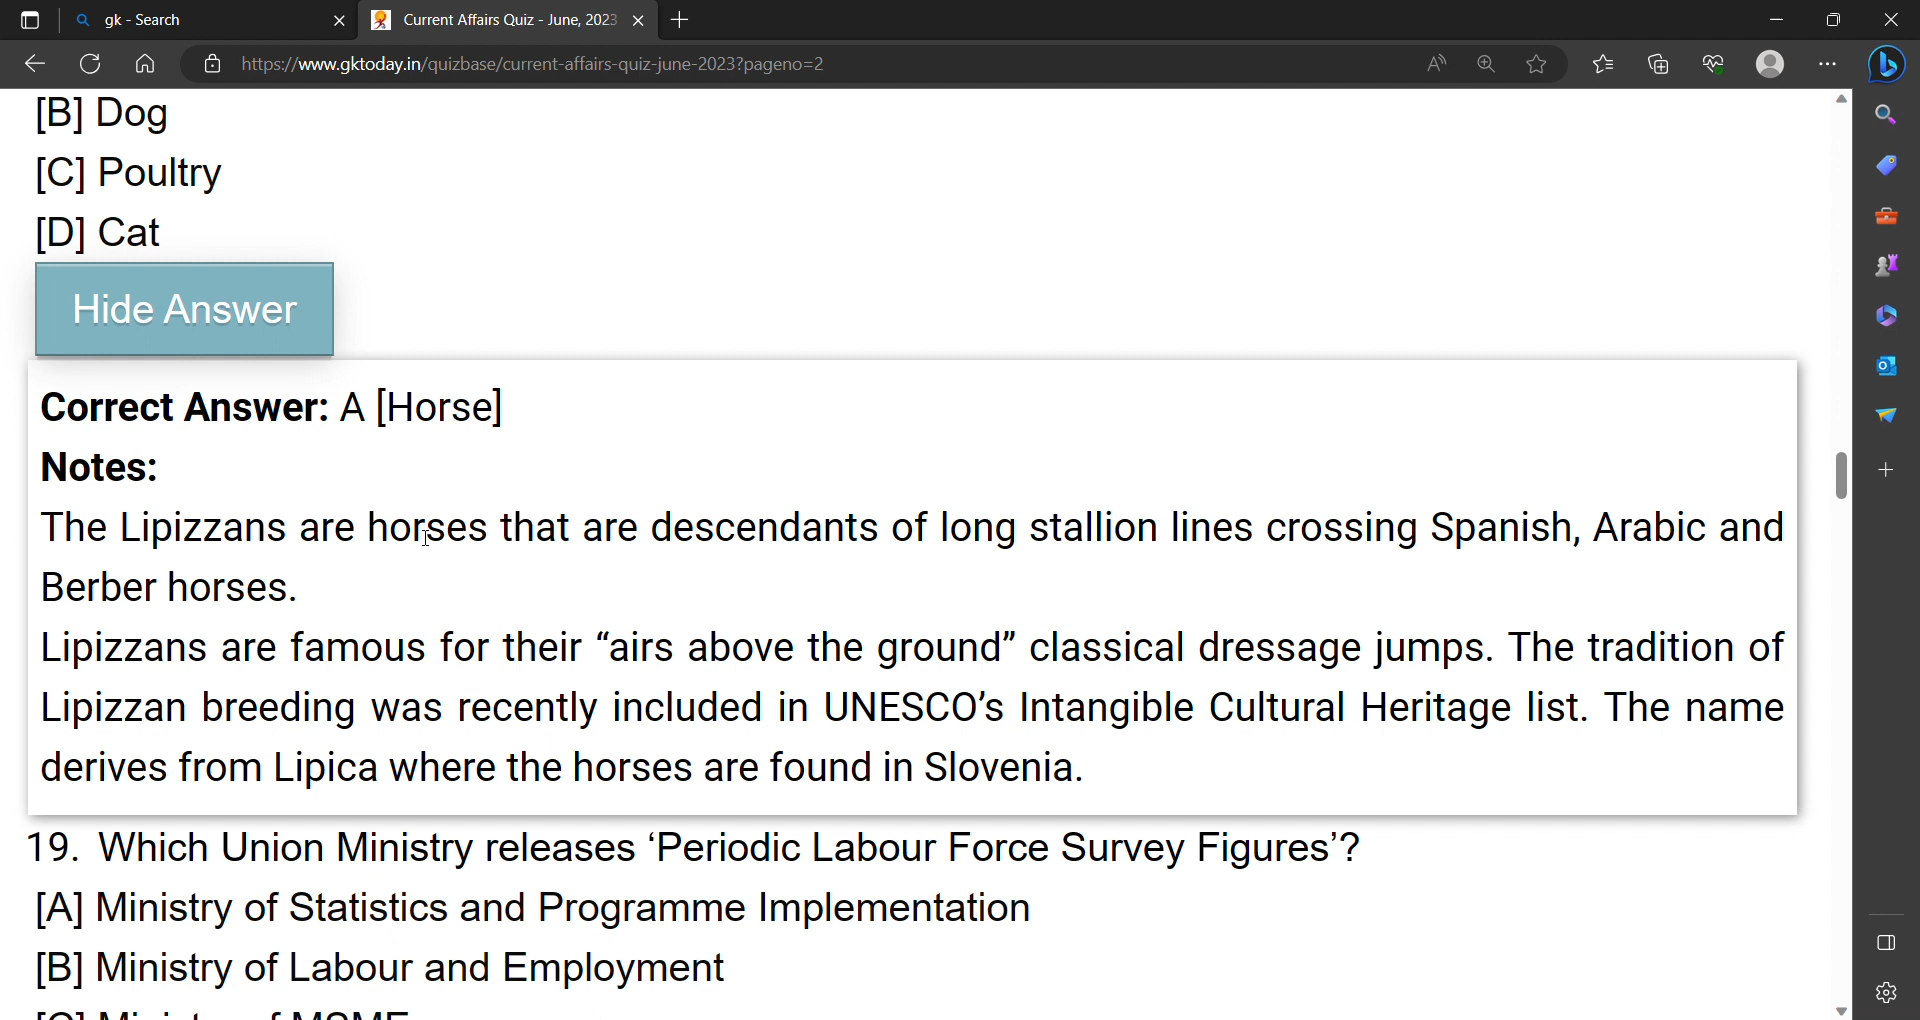 gk - Search
Current Affairs Quiz - June, 2023
https://www.gktoday.in/quizbase/current-affairs-quiz-june-2023?pageno=2
[B] Dog
[C] Poultry
[D] Cat
Hide Answer
Correct Answer: A [Horse]
Notes:
The Lipizzans are horses that are descendants of long stallion lines crossing Spanish, Arabic and
Berber horses.
Lipizzans are famous for their “airs above the ground” classical dressage jumps. The tradition of
Lipizzan breeding was recently included in UNESCO’s Intangible Cultural Heritage list. The name
derives from Lipica where the horses are found in Slovenia.
19. Which Union Ministry releases ‘Periodic Labour Force Survey Figures’?
[A] Ministry of Statistics and Programme Implementation
[B] Ministry of Labour and Employment
[C] Ministry of MSME